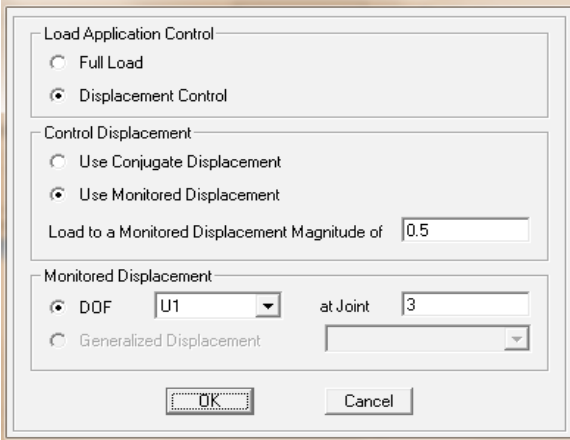 Load Application Control
Full Load
Displacement Control
Control Displacement
Use Conjugate Displacement
Use Monitored Displacement
Load to a Monitored Displacement Magnitude of 0.5
Monitored Displacement
DOF U1 at Joint 3
Generalized Displacement
OK Cancel